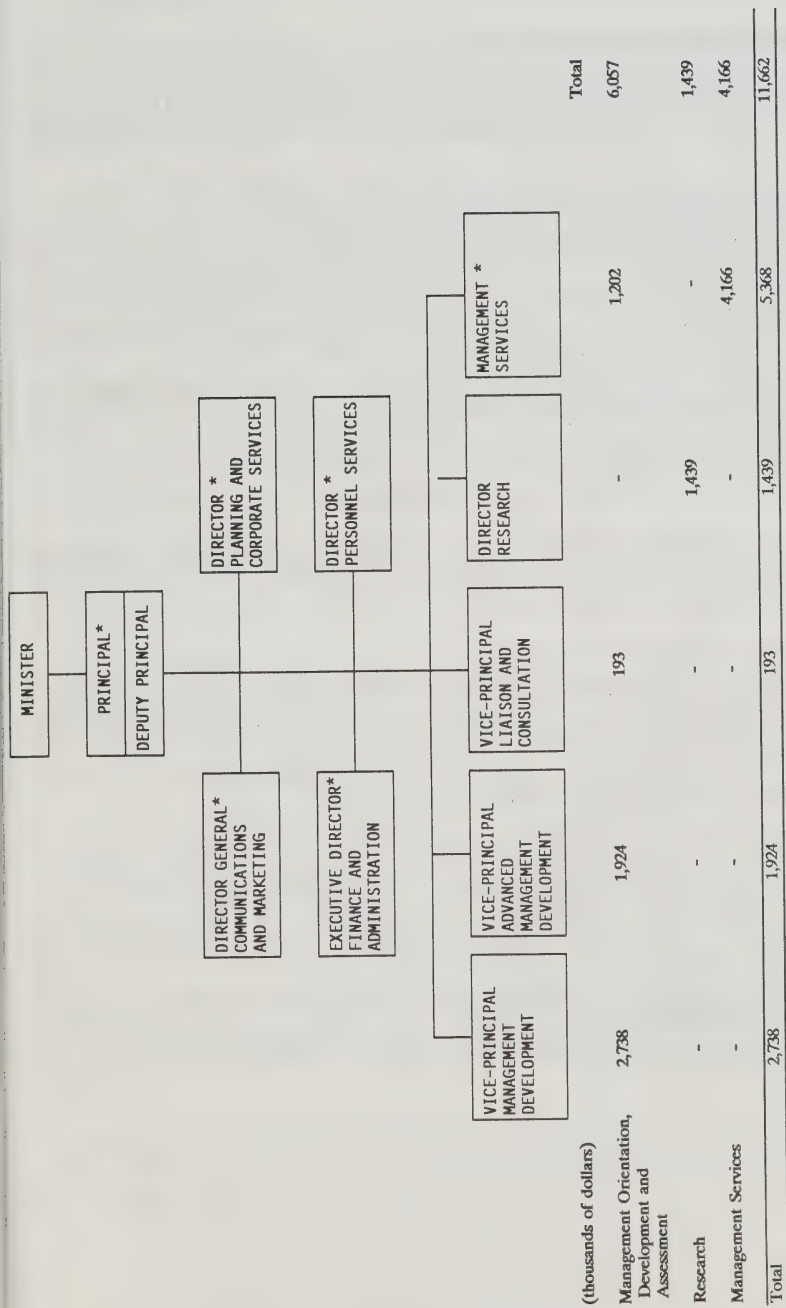 MINISTER
PRINCIPAL*
DEPUTY PRINCIPAL
DIRECTOR GENERAL*
COMMUNICATIONS
AND MARKETING
DIRECTOR *
PLANNING AND
CORPORATE SERVICES
EXECUTIVE DIRECTOR*
FINANCE AND
ADMINISTRATION
DIRECTOR *
PERSONNEL SERVICES
VICE-PRINCIPAL
MANAGEMENT
DEVELOPMENT
VICE-PRINCIPAL
ADVANCED
MANAGEMENT
DEVELOPMENT
VICE-PRINCIPAL
LIAISON AND
CONSULTATION
DIRECTOR
RESEARCH
MANAGEMENT *
SERVICES
(thousands of dollars) Total
Management Orientation, 2,738 1,924 193 - 1,202 6,057
Development and
Assessment
Research - - - 1,439 - 1,439
Management Services - - - - 4,166 4,166
Total 2,738 1,924 193 1,439 5,368 11,662